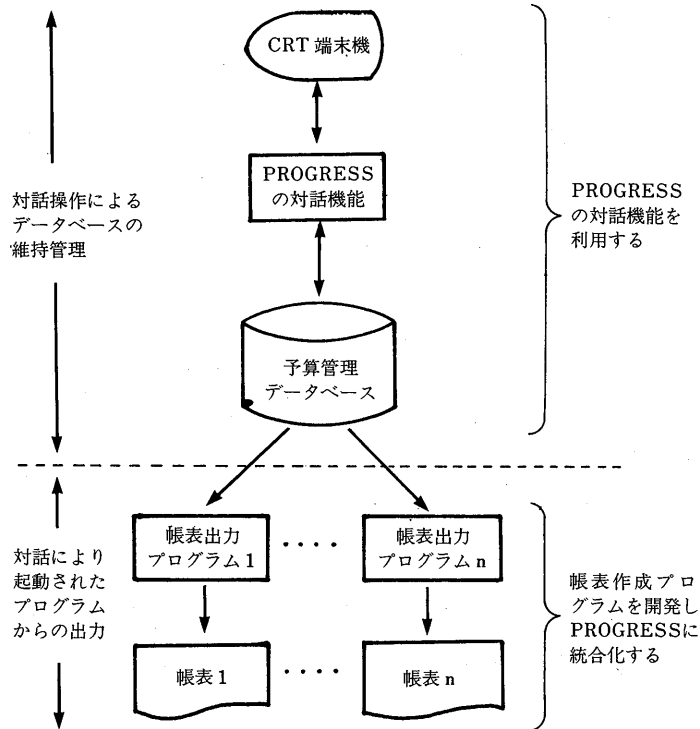 CRT 端末機
PROGRESS
の対話機能
対話操作による
データベースの
維持管理
PROGRESS
の対話機能を
利用する
予算管理
データベース
対話により
起動された
プログラム
からの出力
帳表出力
プログラム1
‥‥
帳表出力
プログラムn
帳表作成プロ
グラムを開発し
PROGRESSに
統合化する
帳表1
‥‥
帳表n